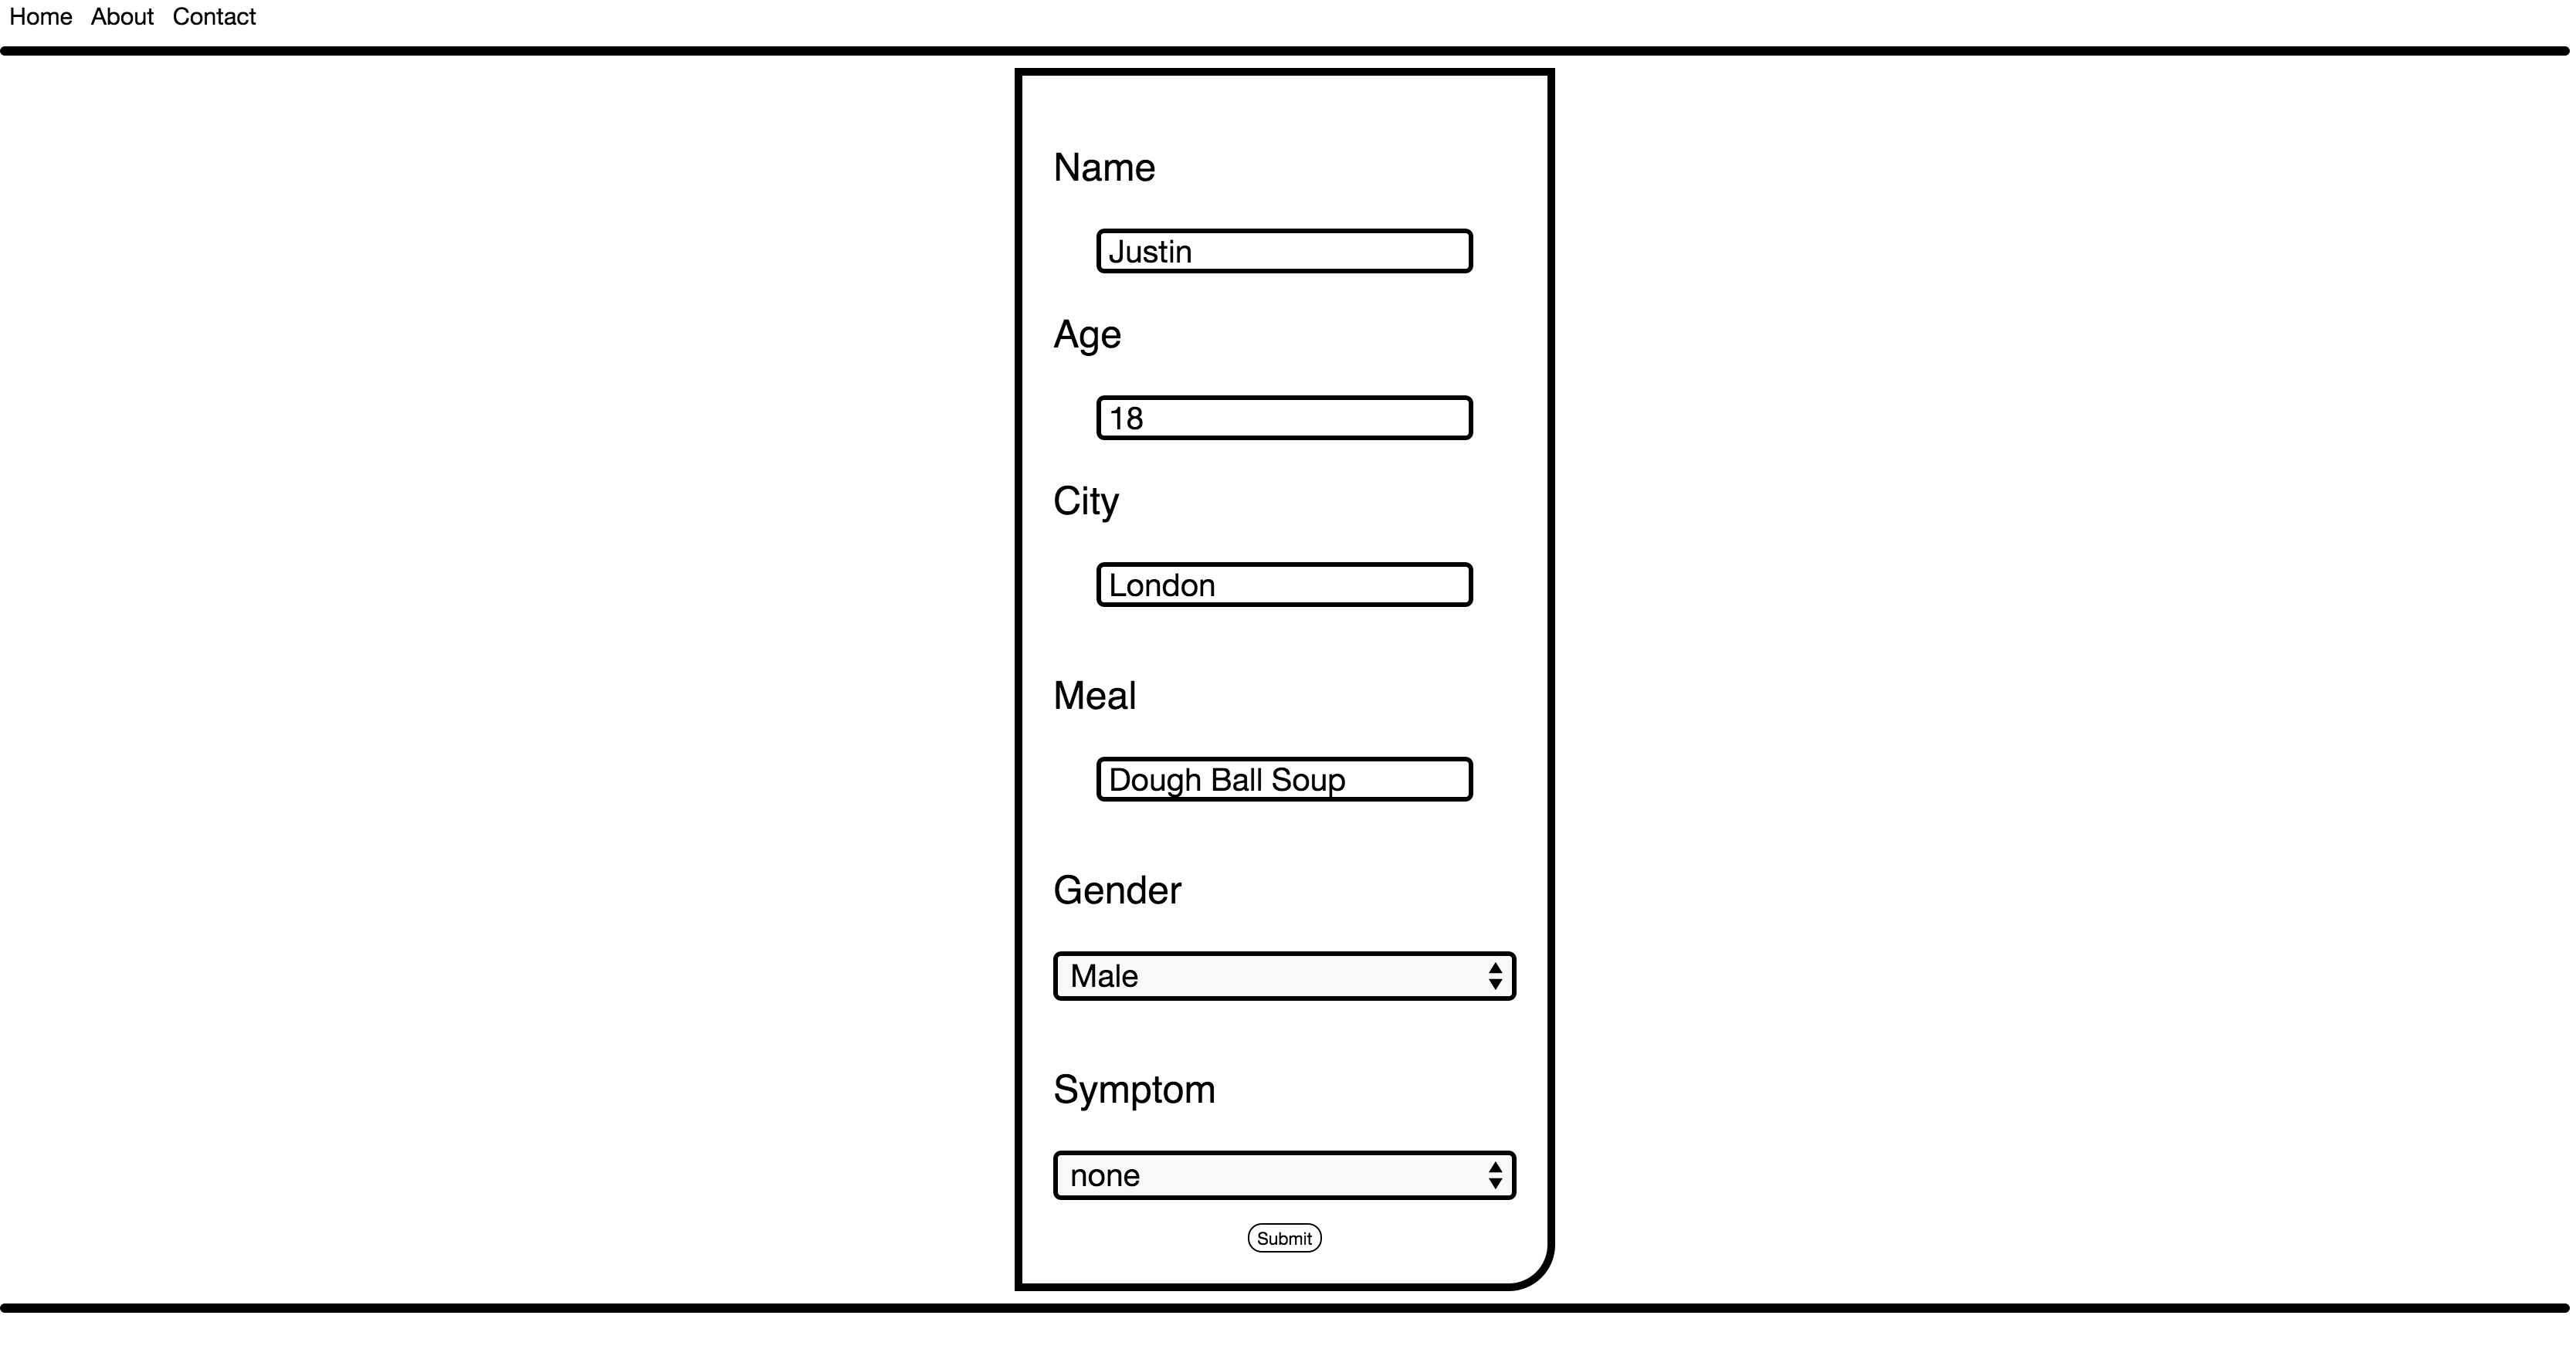 Home About Contact
Name
Justin
Age
18
City
London
Meal
Dough Ball Soup
Gender
Male
Symptom
none
Submit